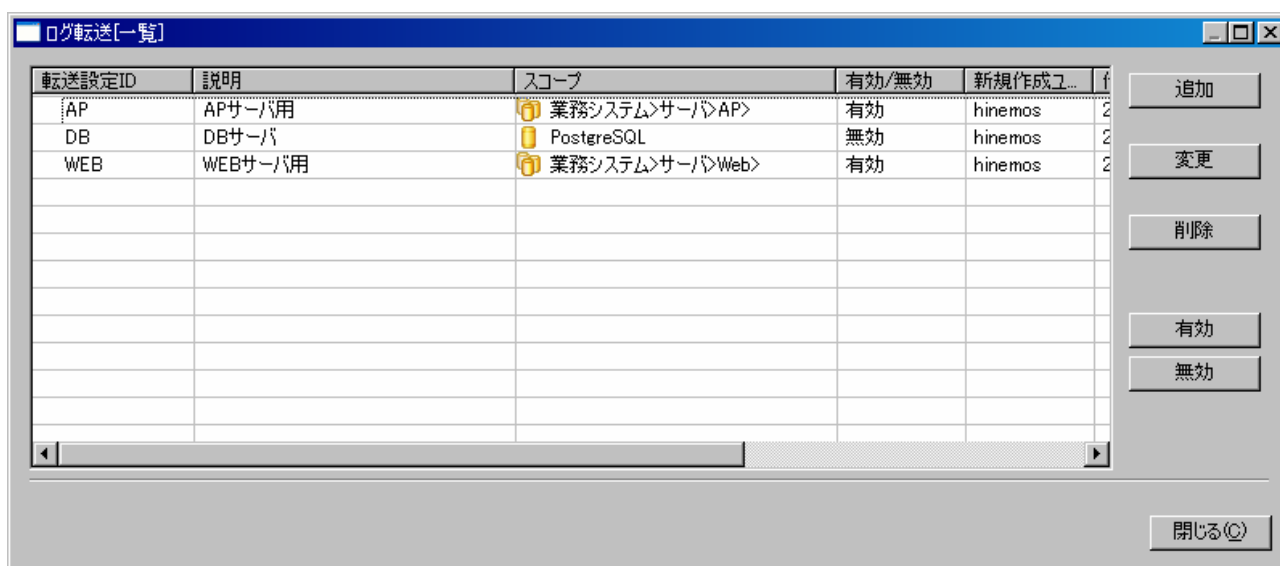 ログ転送[一覧]
転送設定ID 説明 スコープ 有効/無効 新規作成ユ... 追加
AP APサーバ用 業務システム>サーバ>AP> 有効 hinemos 2
DB DBサーバ PostgreSQL 無効 hinemos 2
変更
WEB WEBサーバ用 業務システム>サーバ>Web> 有効 hinemos 2
削除
有効
無効
閉じる(C)